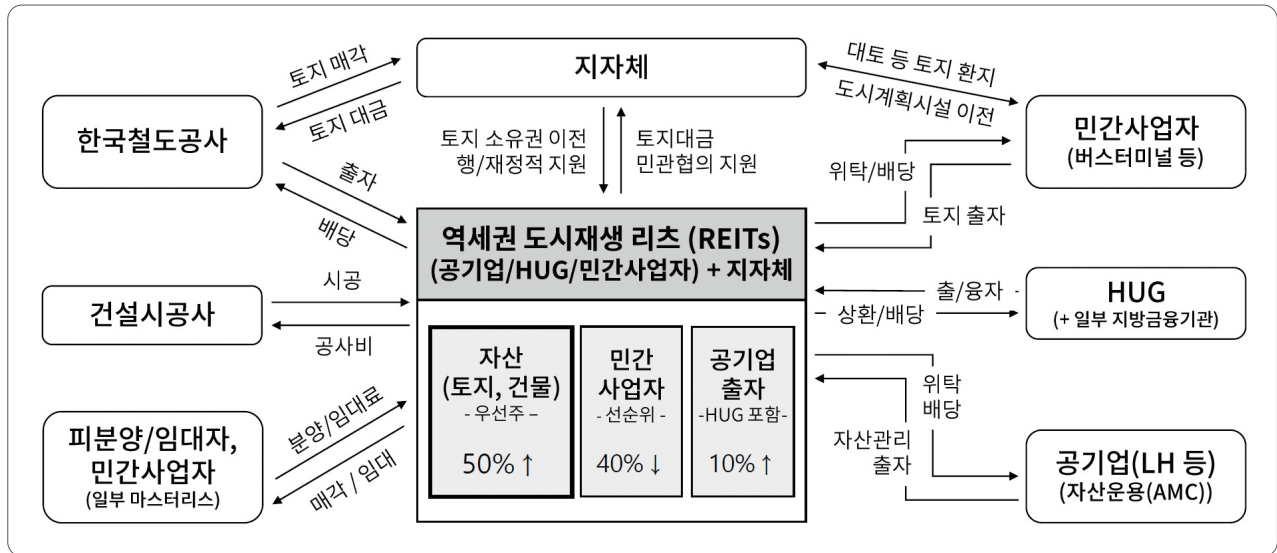 토지 매각
토지 대금
지자체
대토 등 토지 환지
도시계획시설 이전
한국철도공사
토지 소유권 이전
행/재정적 지원
토지대금
민관협의 지원
민간사업자
(버스터미널 등)
출자
배당
위탁/배당
토지 출자
역세권 도시재생 리츠 (REITs)
(공기업/HUG/민간사업자) + 지자체
건설시공사
시공
공사비
출/융자 -
상환/배당
HUG
(+ 일부 지방금융기관)
자산
(토지, 건물)
- 우선주 –
50% ↑
민간
사업자
- 선순위 -
40% ↓
공기업
출자
-HUG 포함-
10% ↑
위탁
배당
자산관리
출자
피분양/임대자,
민간사업자
(일부 마스터리스)
분양/임대료
매각 / 임대
공기업(LH 등)
(자산운용(AMC))